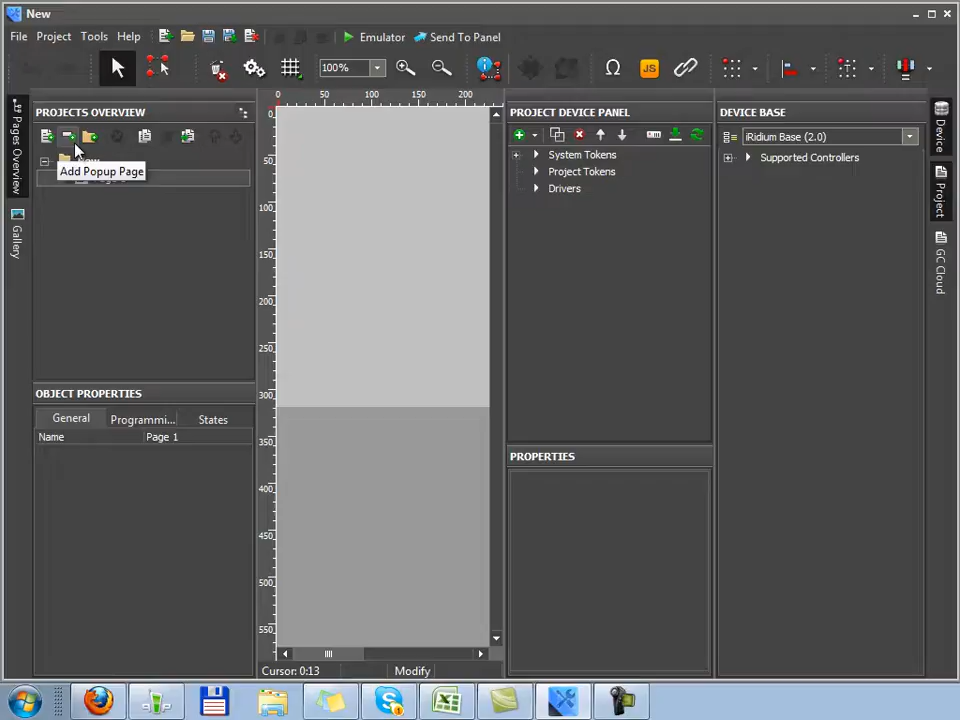 New
File Project Tools Help Emulator Send To Panel
100% Ω JS
PROJECTS OVERVIEW
Add Popup Page
Pages Overview
Gallery
OBJECT PROPERTIES
General Programmi... States
Name Page 1
0 50 100 150 200
0
50
100
150
200
250
300
350
400
450
500
550
Cursor: 0:13 Modify
PROJECT DEVICE PANEL
System Tokens
Project Tokens
Drivers
PROPERTIES
DEVICE BASE
iRidium Base (2.0)
Supported Controllers
Device
Project
GC Cloud